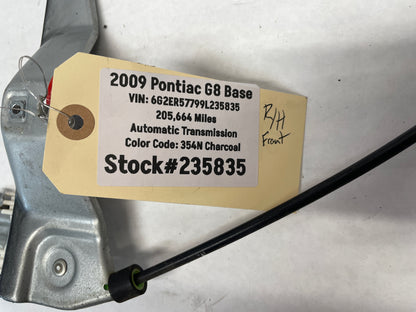 2009 Pontiac G8 Base
VIN: 6G2ER57799L235835
205,664 Miles
Automatic Transmission
Color Code: 354N Charcoal
Stock#235835
R/H
Front